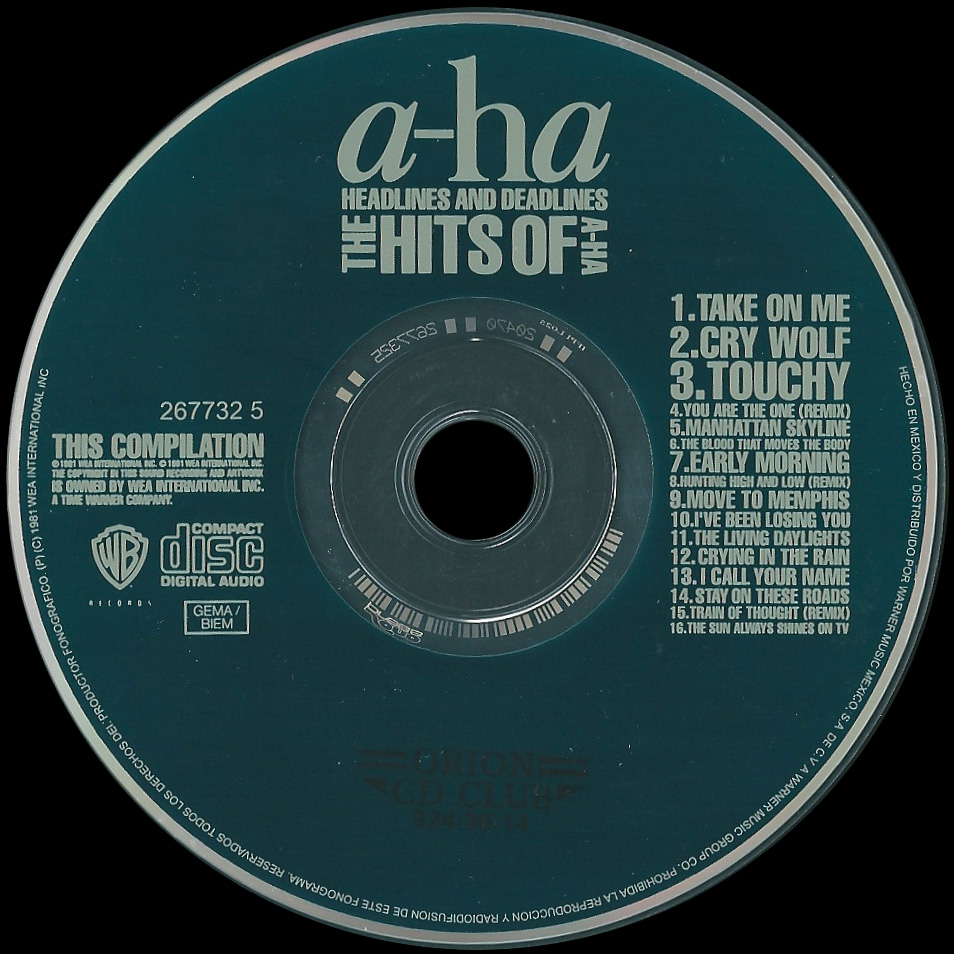 a-ha
HEADLINES AND DEADLINES
THE HITS OF A-HA
1.TAKE ON ME
2.CRY WOLF
3.TOUCHY
4.YOU ARE THE ONE (REMIX)
5.MANHATTAN SKYLINE
6.THE BLOOD THAT MOVES THE BODY
7.EARLY MORNING
8.HUNTING HIGH AND LOW (REMIX)
9.MOVE TO MEMPHIS
10.I'VE BEEN LOSING YOU
11.THE LIVING DAYLIGHTS
12.CRYING IN THE RAIN
13.I CALL YOUR NAME
14.STAY ON THESE ROADS
15.TRAIN OF THOUGHT (REMIX)
16.THE SUN ALWAYS SHINES ON TV
267732 5
THIS COMPILATION
© 1991 WEA INTERNATIONAL INC. © 1991 WEA INTERNATIONAL INC.
THE COPYRIGHT IN THIS SOUND RECORDING AND ARTWORK
IS OWNED BY WEA INTERNATIONAL INC.
A TIME WARNER COMPANY.
WB
RECORDS
COMPACT
disc
DIGITAL AUDIO
GEMA/
BIEM
2677325
20470
ORION
CD CLUB
HECHO EN MEXICO Y DISTRIBUIDO POR WARNER MUSIC MEXICO, S.A. DE C.V. A WARNER MUSIC GROUP CO. PROHIBIDA LA REPRODUCCION Y RADIODIFUSION DE ESTE FONOGRAMA. RESERVADOS TODOS LOS DERECHOS DEL PRODUCTOR FONOGRAFICO. (P) (C) 1991 WEA INTERNATIONAL INC